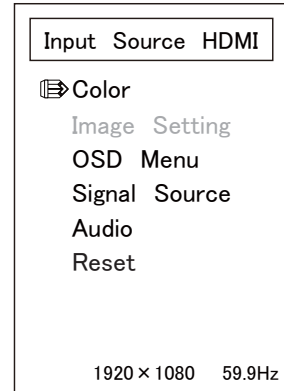 Input Source HDMI
Color
Image Setting
OSD Menu
Signal Source
Audio
Reset
1920×1080 59.9Hz